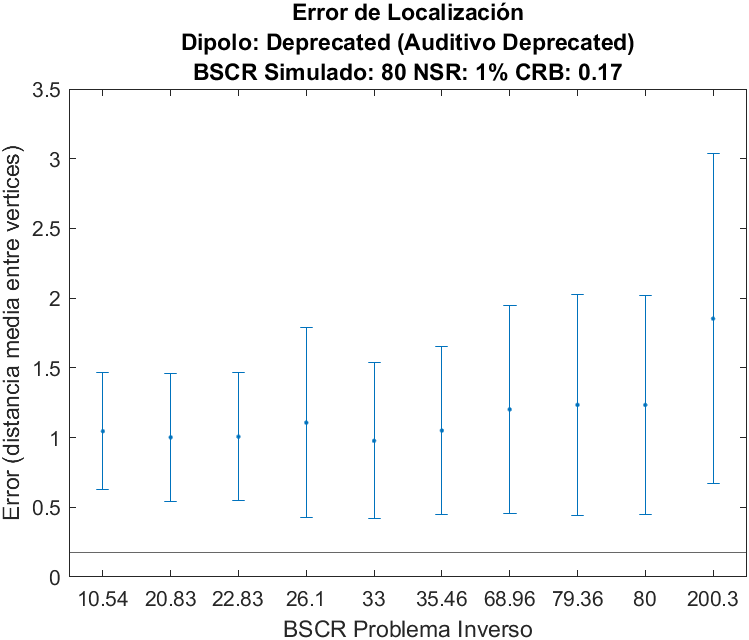 Error de Localización
Dipolo: Deprecated (Auditivo Deprecated)
BSCR Simulado: 80 NSR: 1% CRB: 0.17
Error (distancia media entre vertices)
3.5
3
2.5
2
1.5
1
0.5
0
10.54 20.83 22.83 26.1 33 35.46 68.96 79.36 80 200.3
BSCR Problema Inverso